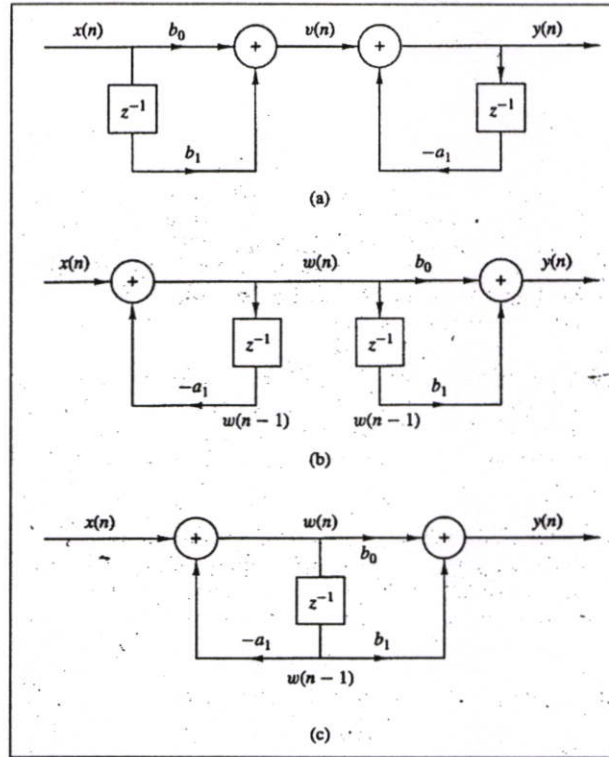 x(n) b₀ v(n) y(n)
z⁻¹ z⁻¹
b₁ −a₁
(a)
x(n) w(n) b₀ y(n)
+ +
z⁻¹ z⁻¹
−a₁ b₁
w(n − 1) w(n − 1)
(b)
x(n) w(n) y(n)
+ +
b₀
z⁻¹
−a₁ b₁
w(n − 1)
(c)